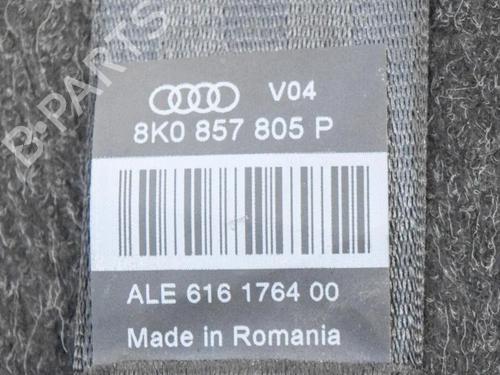 B-PARTS
V04
8K0 857 805 P
ALE 616 1764 00
Made in Romania